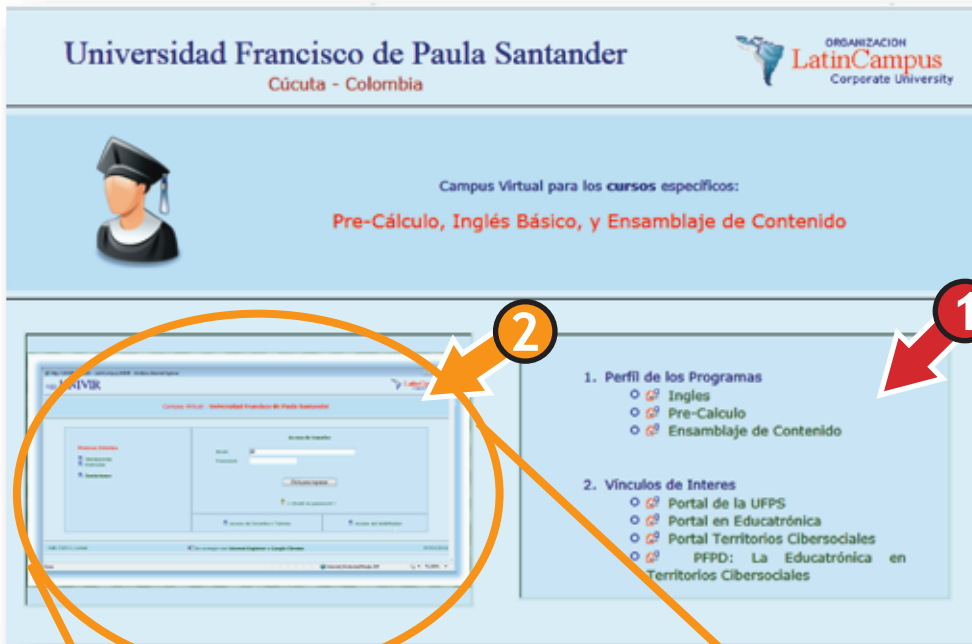 Universidad Francisco de Paula Santander
Cúcuta - Colombia
ORGANIZACION
LatinCampus
Corporate University
Campus Virtual para los cursos específicos:
Pre-Cálculo, Inglés Básico, y Ensamblaje de Contenido
2
1
Campus Virtual - Universidad Francisco de Paula Santander
1. Perfil de los Programas
Ingles
Pre-Calculo
Ensamblaje de Contenido
2. Vinculos de Interes
Portal de la UFPS
Portal en Educatrónica
Portal Territorios Cibersociales
PFPD: La Educatrónica en
Territorios Cibersociales